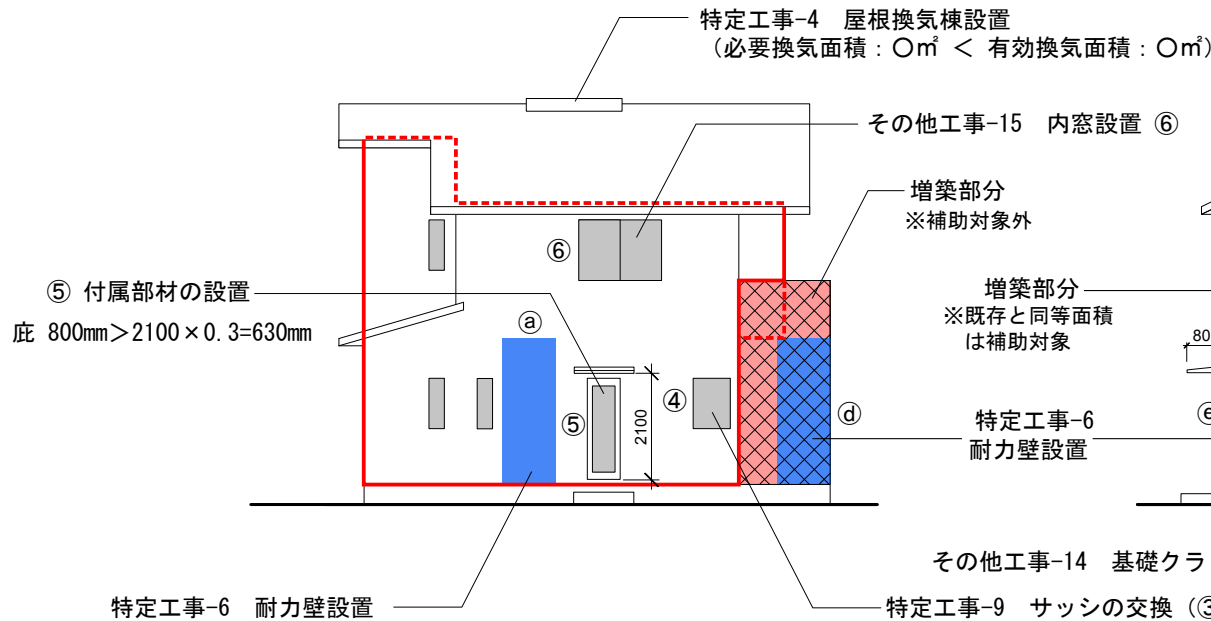 特定工事-4 屋根換気棟設置
（必要換気面積：〇㎡ ＜ 有効換気面積：〇㎡）
その他工事-15 内窓設置 ⑥
増築部分
※補助対象外
⑥
⑤ 付属部材の設置
庇 800mm＞2100×0.3=630mm
増築部分
※既存と同等面積
は補助対象
80
ⓐ
④
⑤
2100
ⓓ
ⓔ
特定工事-6
耐力壁設置
その他工事-14 基礎クラ
特定工事-6 耐力壁設置
特定工事-9 サッシの交換（③